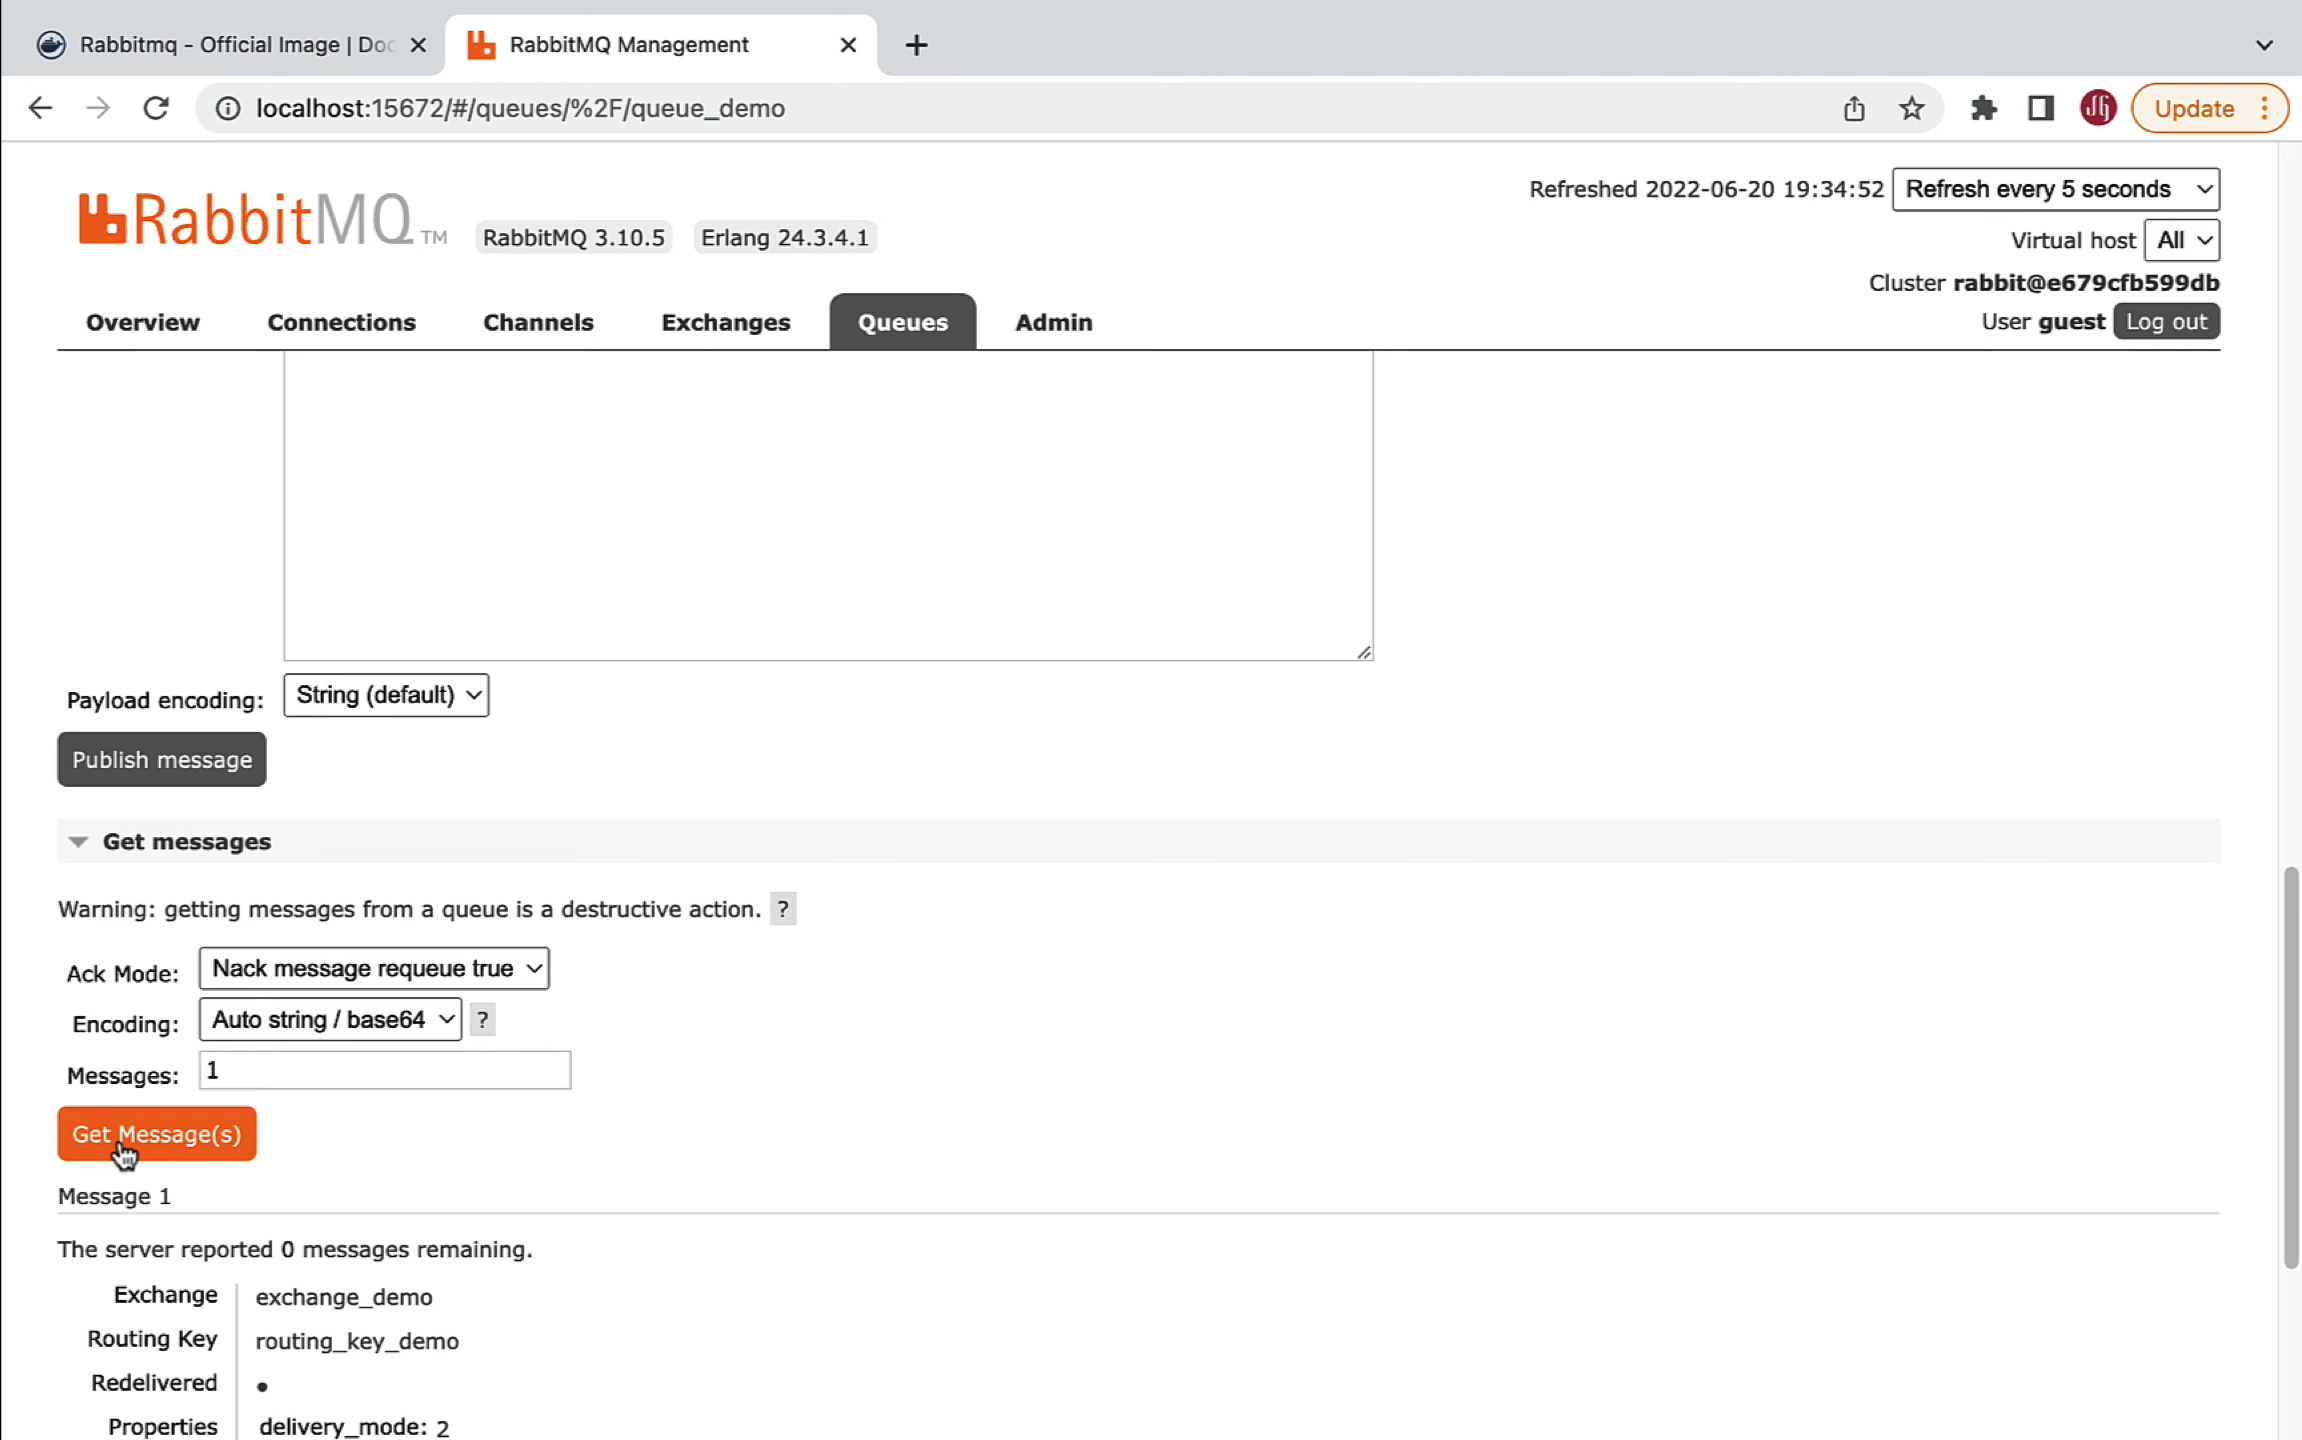 Rabbitmq - Official Image | Doc
RabbitMQ Management
localhost:15672/#/queues/%2F/queue_demo
Update
RabbitMQ TM
RabbitMQ 3.10.5
Erlang 24.3.4.1
Refreshed 2022-06-20 19:34:52
Refresh every 5 seconds
Virtual host All
Cluster rabbit@e679cfb599db
User guest Log out
Overview
Connections
Channels
Exchanges
Queues
Admin
Payload encoding: String (default)
Publish message
Get messages
Warning: getting messages from a queue is a destructive action. ?
Ack Mode: Nack message requeue true
Encoding: Auto string / base64 ?
Messages: 1
Get Message(s)
Message 1
The server reported 0 messages remaining.
Exchange exchange_demo
Routing Key routing_key_demo
Redelivered ●
Properties delivery_mode: 2